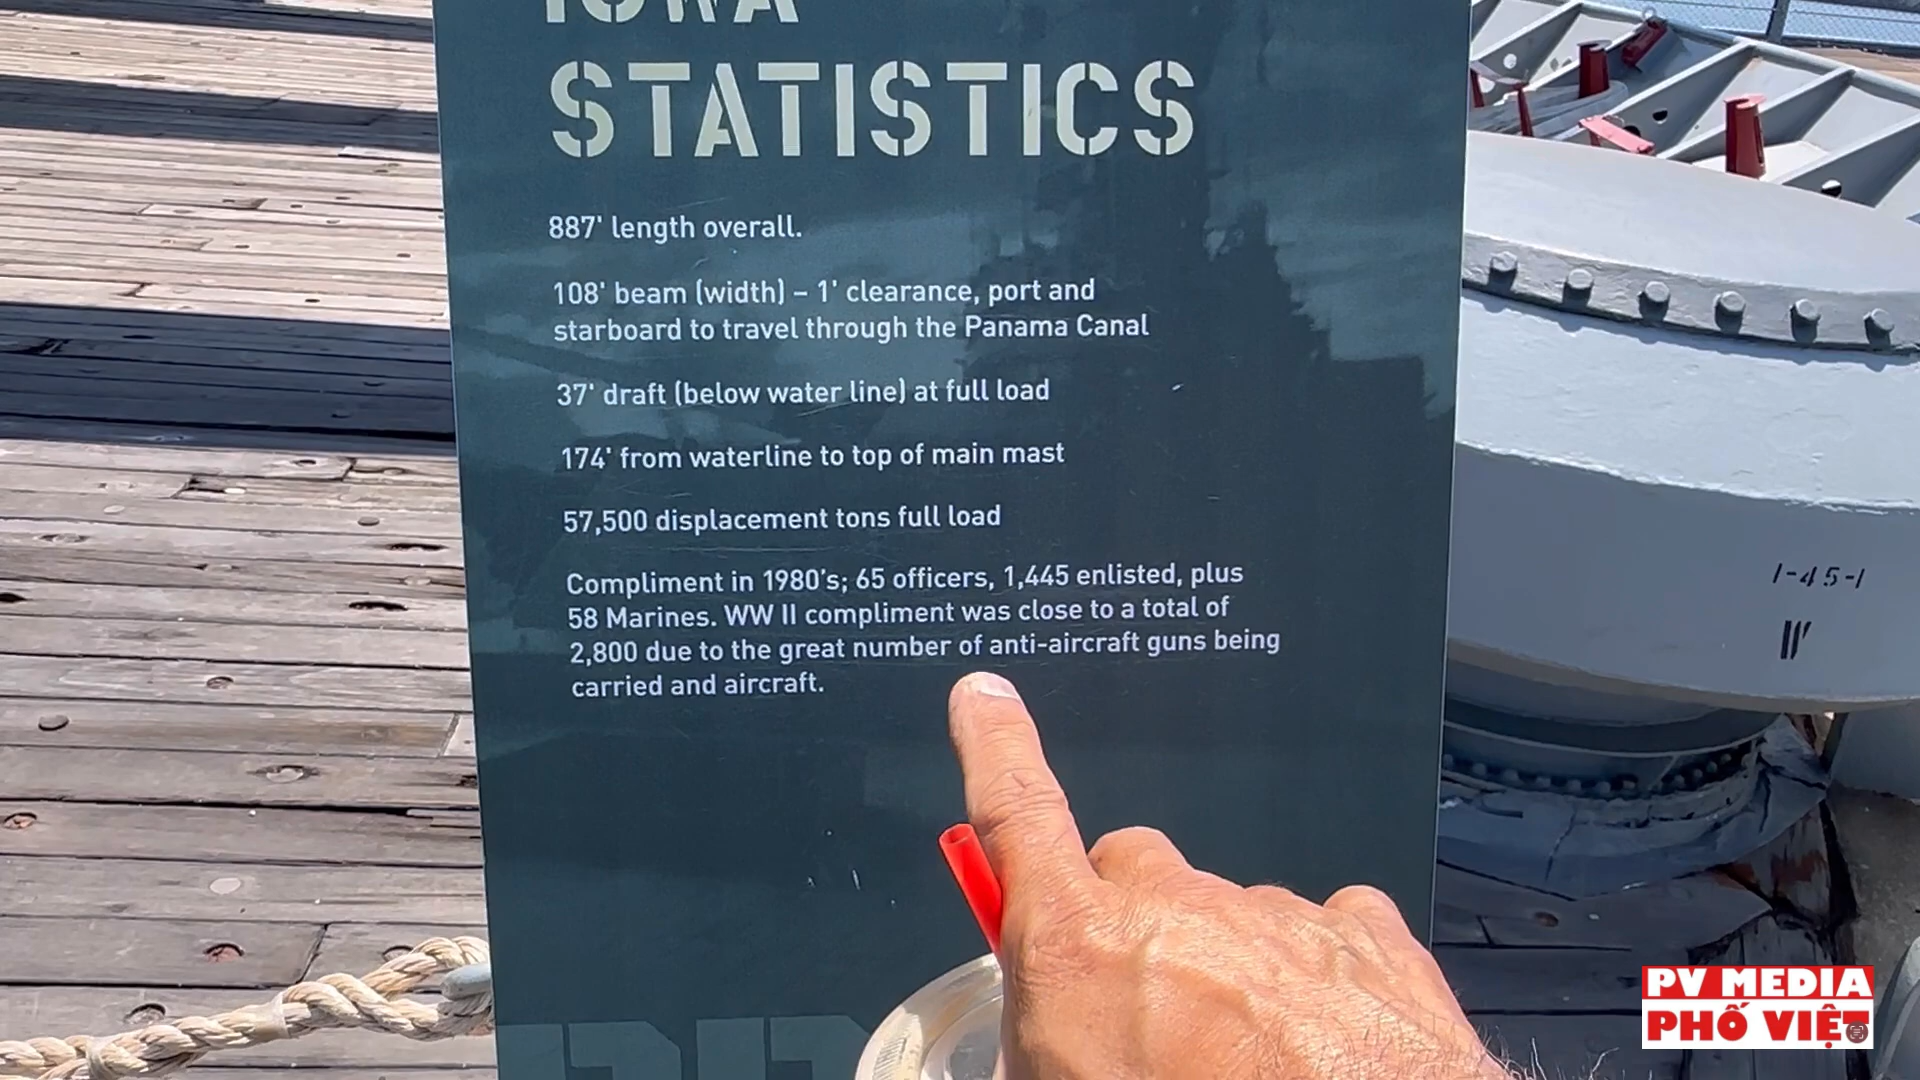 IOWA
STATISTICS
887' length overall.
108' beam (width) – 1' clearance, port and
starboard to travel through the Panama Canal
37' draft (below water line) at full load
174' from waterline to top of main mast
57,500 displacement tons full load
Compliment in 1980's; 65 officers, 1,445 enlisted, plus
58 Marines. WW II compliment was close to a total of
2,800 due to the great number of anti-aircraft guns being
carried and aircraft.
1-45-1
PV MEDIA
PHỐ VIỆT